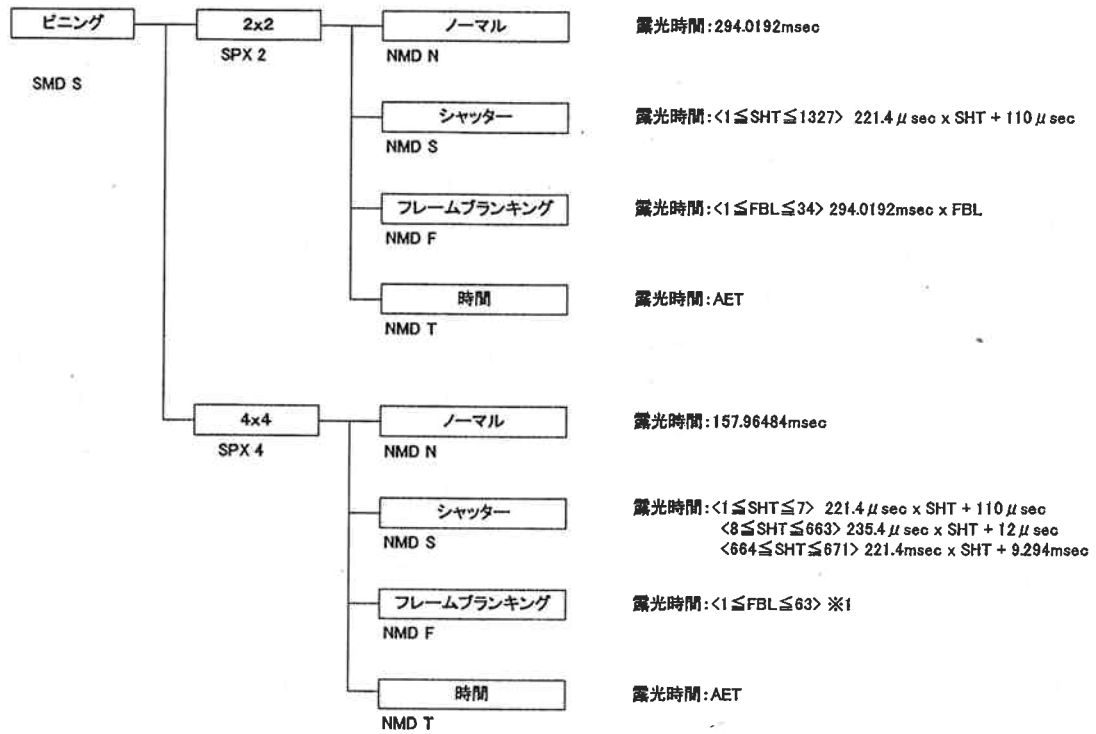 ビニング
2x2
ノーマル
露光時間:294.0192msec
SMD S
SPX 2
NMD N
シャッター
露光時間:<1≦SHT≦1327> 221.4μsec x SHT + 110μsec
NMD S
フレームブランキング
露光時間:<1≦FBL≦34> 294.0192msec x FBL
NMD F
時間
露光時間:AET
NMD T
4x4
ノーマル
露光時間:157.96484msec
SPX 4
NMD N
シャッター
露光時間:<1≦SHT≦7> 221.4μsec x SHT + 110μsec
NMD S
<8≦SHT≦663> 235.4μsec x SHT + 12μsec
<664≦SHT≦671> 221.4msec x SHT + 9.294msec
フレームブランキング
露光時間:<1≦FBL≦63> ※1
NMD F
時間
露光時間:AET
NMD T